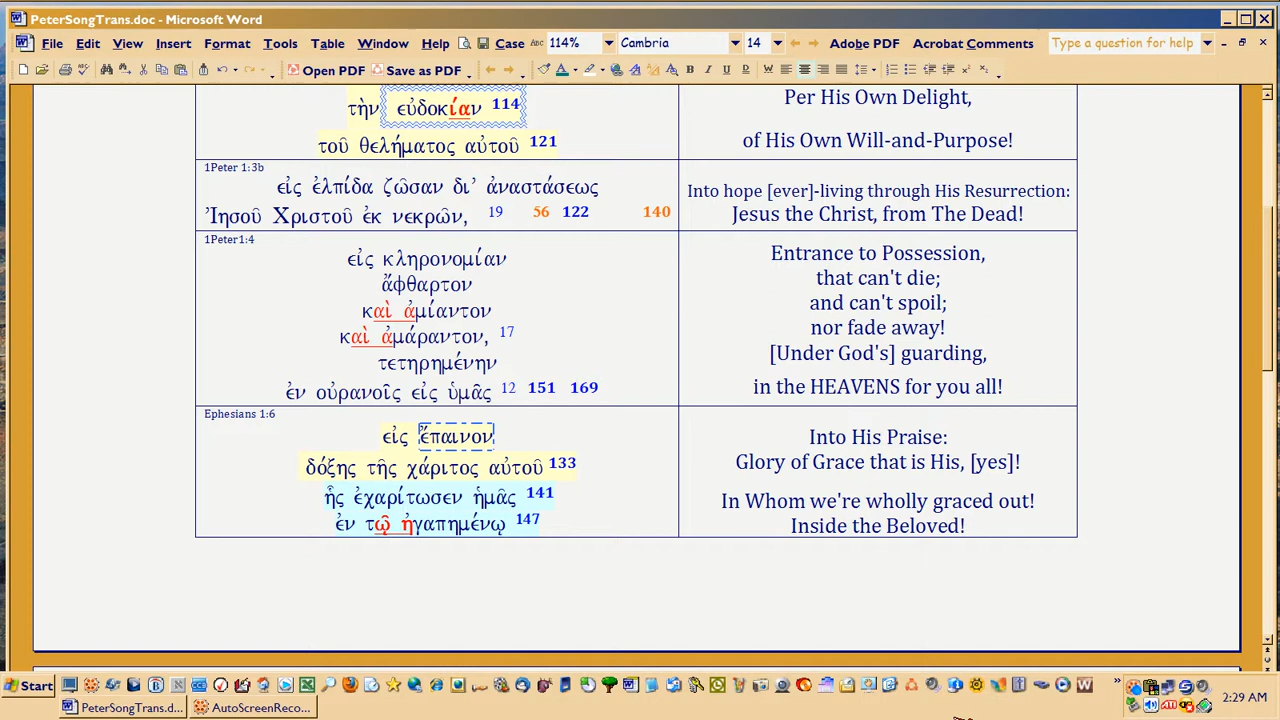 PeterSongTrans.doc - Microsoft Word
File Edit View Insert Format Tools Table Window Help Case 114% Cambria 14 Adobe PDF Acrobat Comments Type a question for help
Open PDF Save as PDF
τὴν εὐδοκίαν 114
τοῦ θελήματος αὐτοῦ 121
Per His Own Delight,
of His Own Will-and-Purpose!
1Peter 1:3b
εἰς ἐλπίδα ζῶσαν δι’ ἀναστάσεως
Ἰησοῦ Χριστοῦ ἐκ νεκρῶν, 19 56 122 140
Into hope [ever]-living through His Resurrection:
Jesus the Christ, from The Dead!
1Peter1:4
εἰς κληρονομίαν
ἄφθαρτον
καὶ ἀμίαντον
καὶ ἀμάραντον, 17
τετηρημένην
ἐν οὐρανοῖς εἰς ὑμᾶς 12 151 169
Entrance to Possession,
that can't die;
and can't spoil;
nor fade away!
[Under God's] guarding,
in the HEAVENS for you all!
Ephesians 1:6
εἰς ἔπαινον
δόξης τῆς χάριτος αὐτοῦ 133
ἧς ἐχαρίτωσεν ἡμᾶς 141
ἐν τῷ ἠγαπημένῳ 147
Into His Praise:
Glory of Grace that is His, [yes]!
In Whom we're wholly graced out!
Inside the Beloved!
Start
2:29 AM
PeterSongTrans.d...
AutoScreenReco...